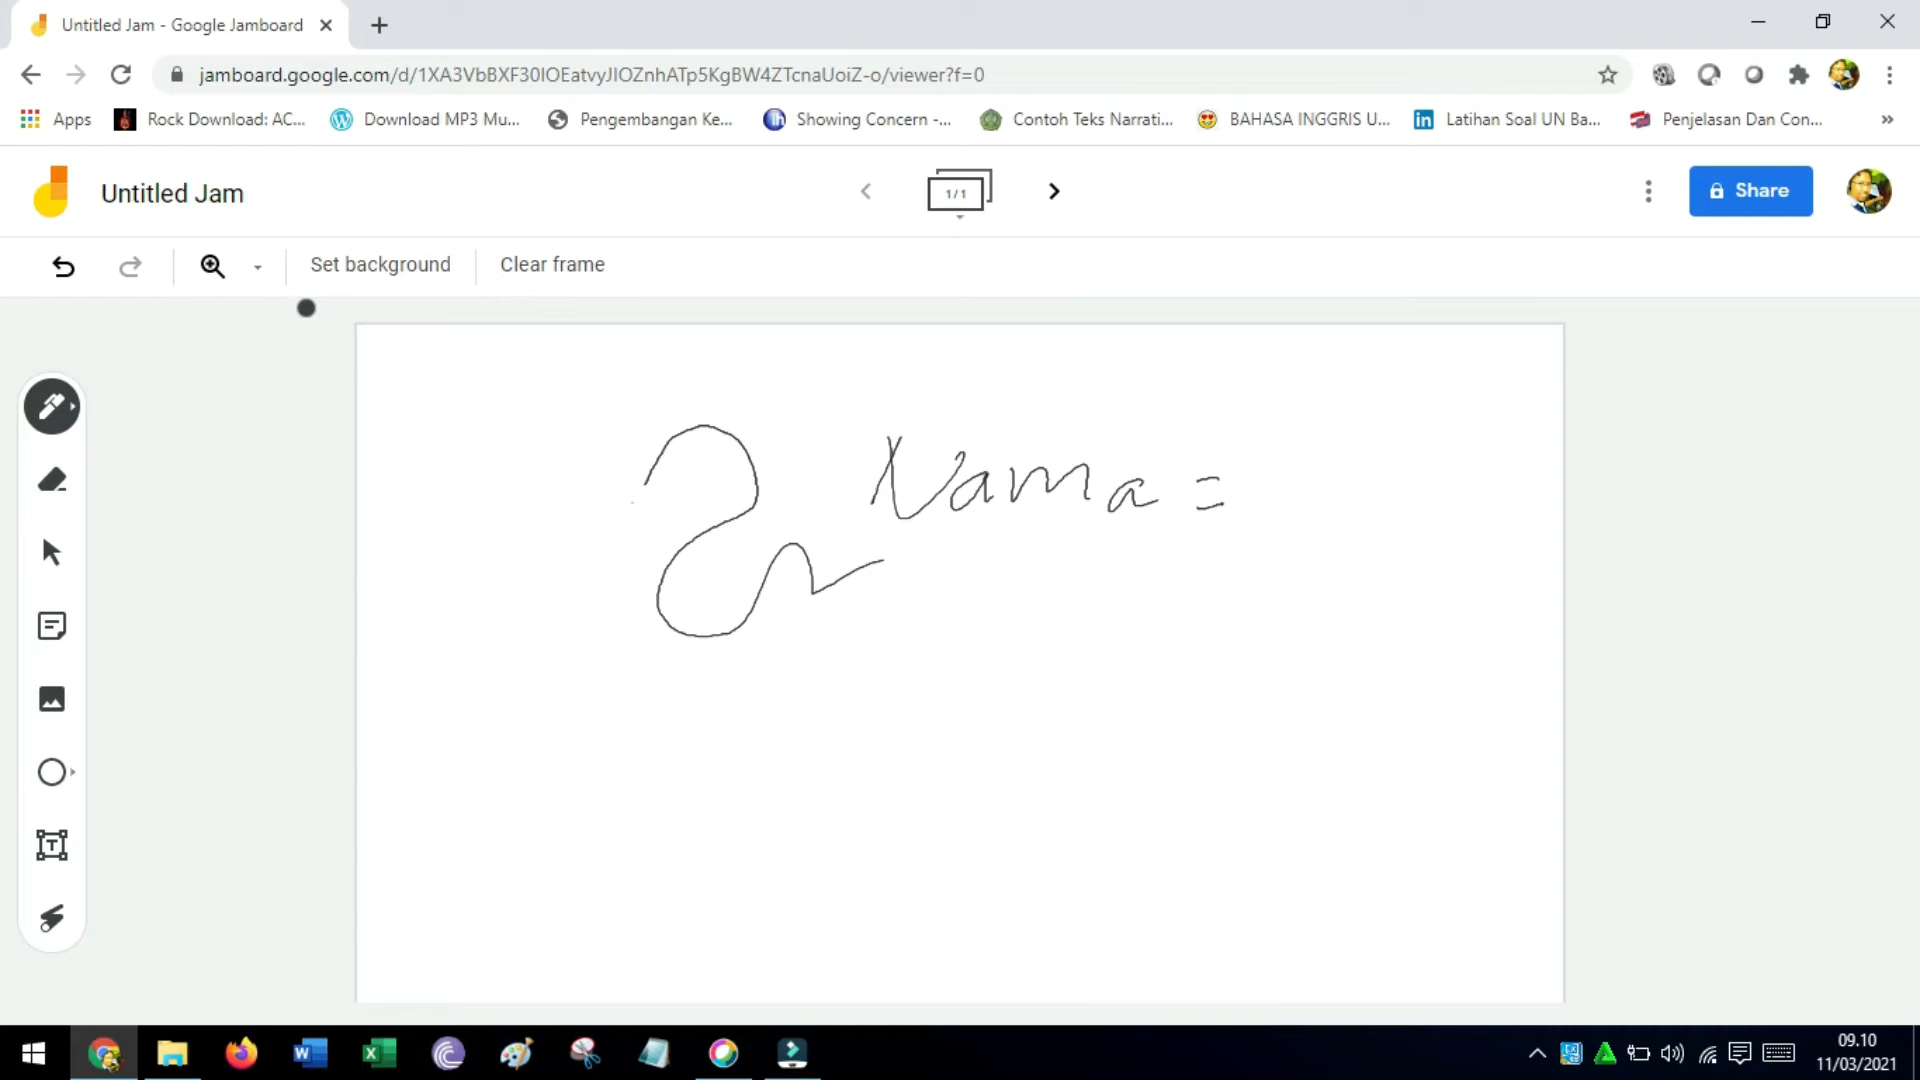 Untitled Jam - Google Jamboard
jamboard.google.com/d/1XA3VbBXF30IOEatvyJIOZnhATp5KgBW4ZTcnaUoiZ-o/viewer?f=0
Apps
Rock Download: AC...
Download MP3 Mu...
Pengembangan Ke...
Showing Concern -...
Contoh Teks Narrati...
BAHASA INGGRIS U...
Latihan Soal UN Ba...
Penjelasan Dan Con...
»
Untitled Jam
1/1
Share
Set background
Clear frame
Nama =
09.10
11/03/2021